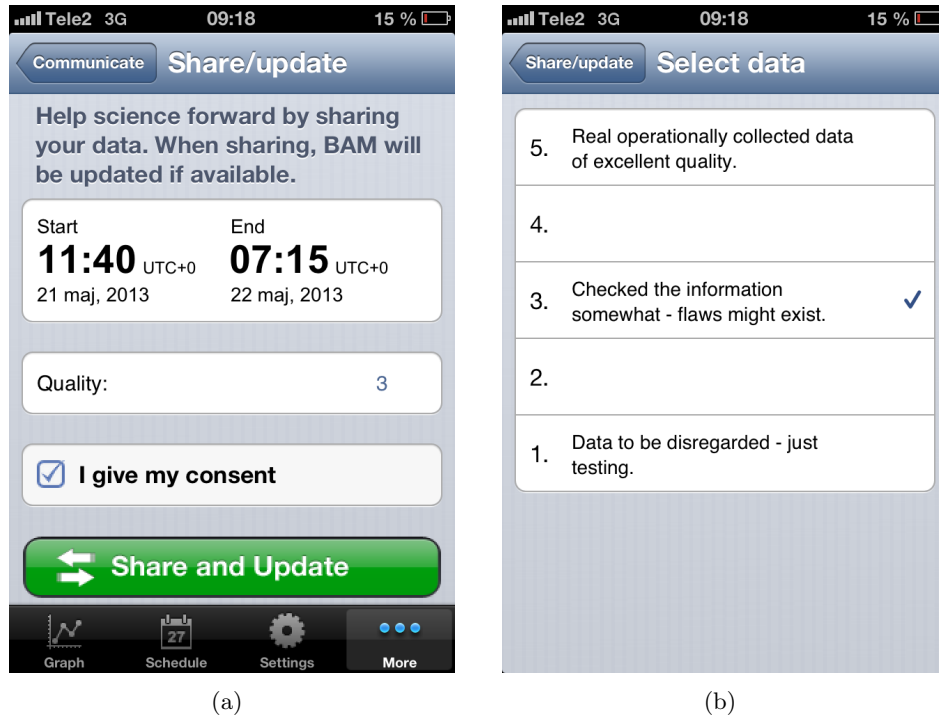 Tele2 3G 09:18 15 %
Communicate Share/update
Help science forward by sharing
your data. When sharing, BAM will
be updated if available.
Start End
11:40 UTC+0 07:15 UTC+0
21 maj, 2013 22 maj, 2013
Quality: 3
I give my consent
Share and Update
27
Graph Schedule Settings More
(a)
Tele2 3G 09:18 15 %
Share/update Select data
5. Real operationally collected data
of excellent quality.
4.
3. Checked the information
somewhat - flaws might exist.
2.
1. Data to be disregarded - just
testing.
(b)